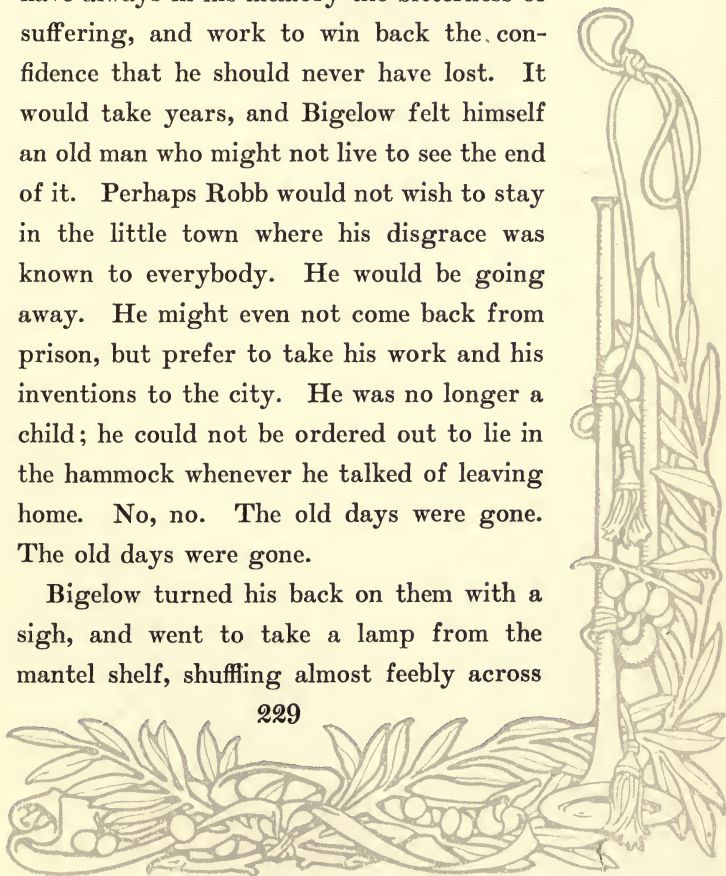 suffering, and work to win back the con-
fidence that he should never have lost. It
would take years, and Bigelow felt himself
an old man who might not live to see the end
of it. Perhaps Robb would not wish to stay
in the little town where his disgrace was
known to everybody. He would be going
away. He might even not come back from
prison, but prefer to take his work and his
inventions to the city. He was no longer a
child; he could not be ordered out to lie in
the hammock whenever he talked of leaving
home. No, no. The old days were gone.
The old days were gone.
Bigelow turned his back on them with a
sigh, and went to take a lamp from the
mantel shelf, shuffling almost feebly across
229